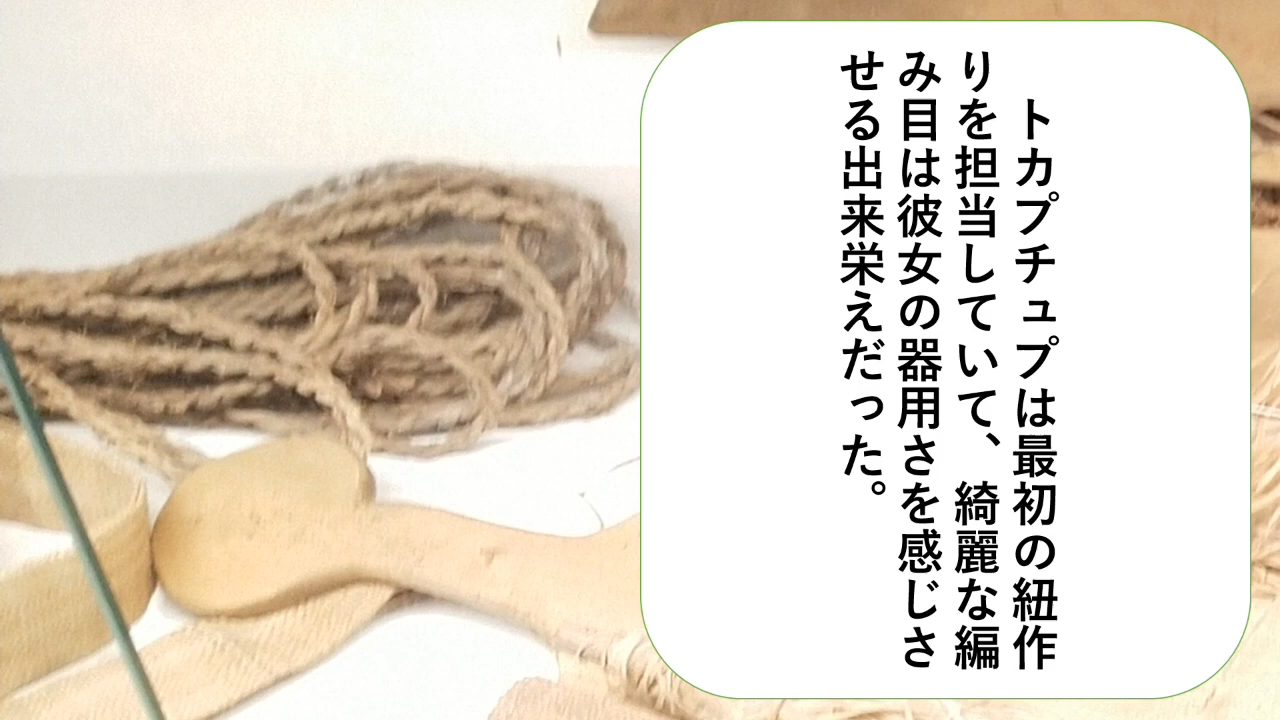 トカプチュプは最初の紐作
りを担当していて、綺麗な編
み目は彼女の器用さを感じさ
せる出来栄えだった。